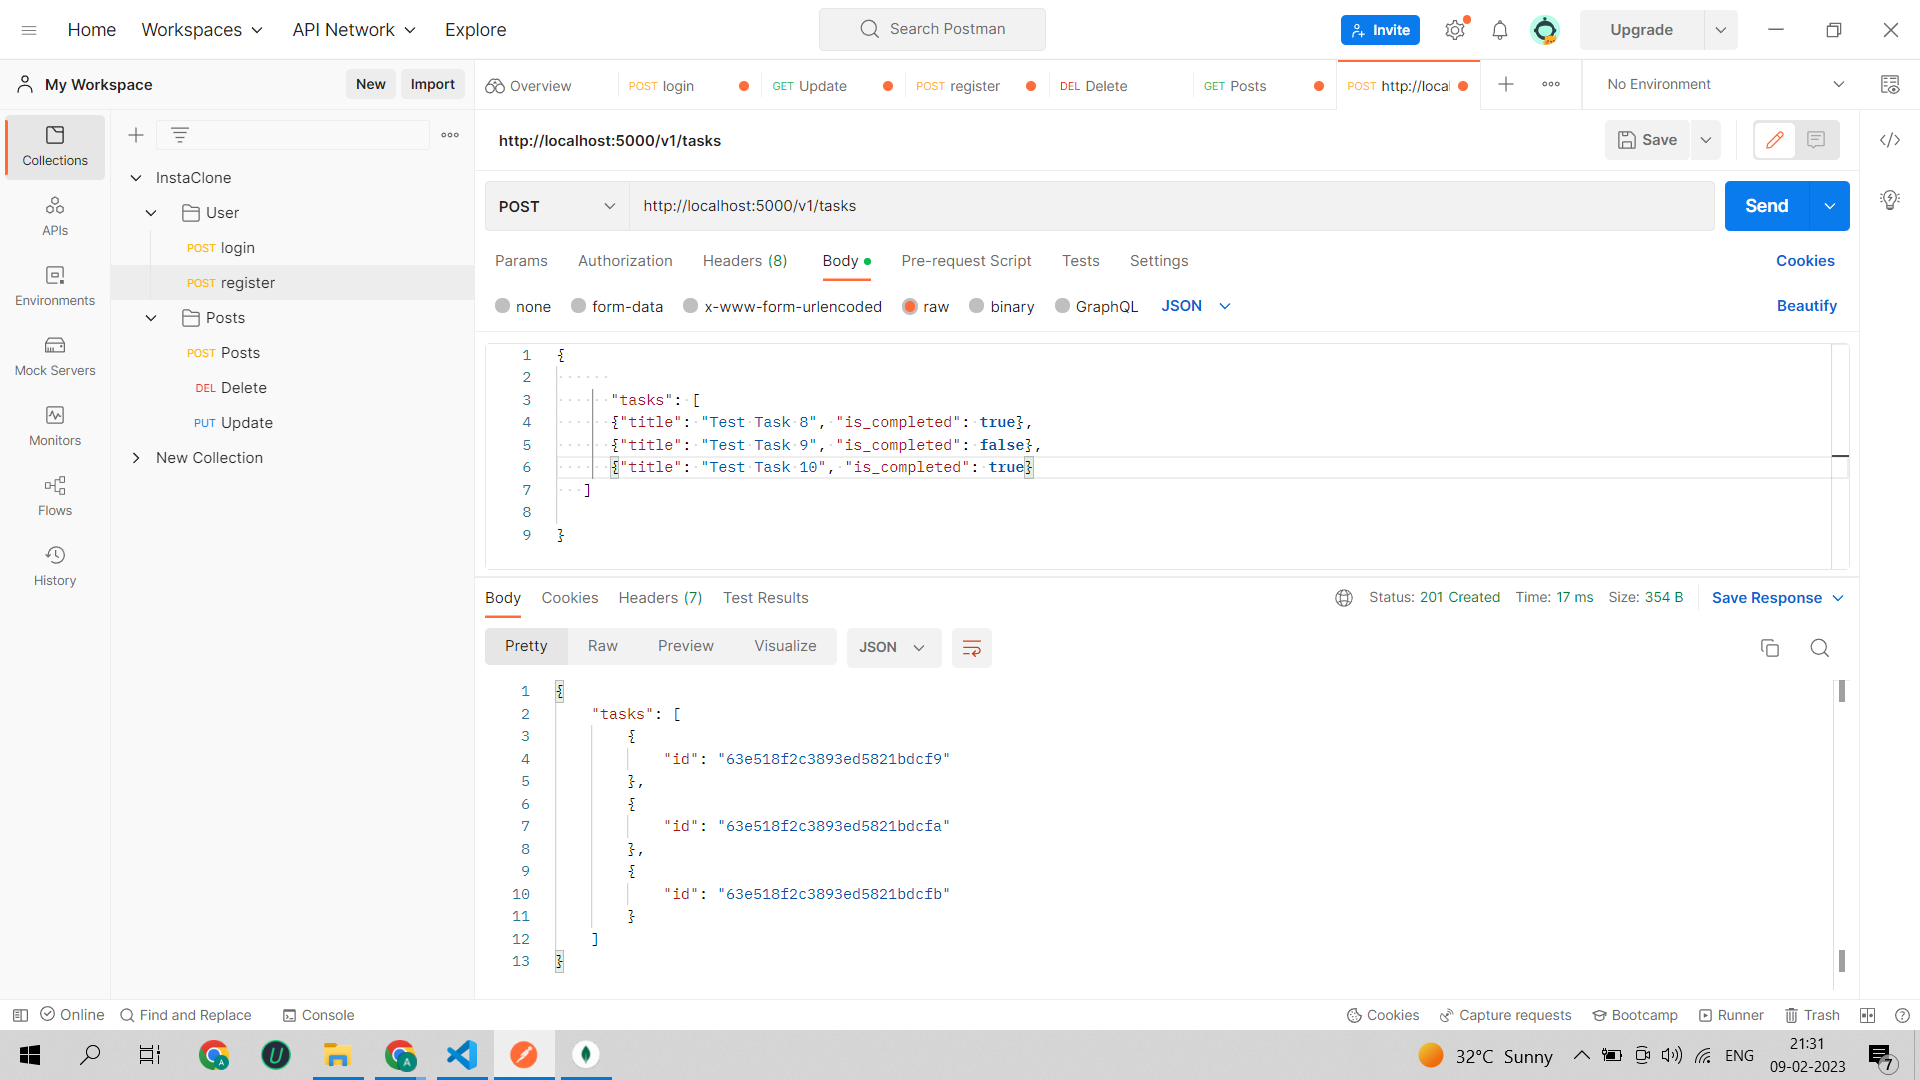 Home Workspaces API Network Explore Search Postman Invite Upgrade
My Workspace New Import Overview POST login GET Update POST register DEL Delete GET Posts POST http://local No Environment
Collections
APIs
Environments
Mock Servers
Monitors
Flows
History
InstaClone
User
POST login
POST register
Posts
POST Posts
DEL Delete
PUT Update
New Collection
http://localhost:5000/v1/tasks Save
POST http://localhost:5000/v1/tasks Send
Params Authorization Headers (8) Body Pre-request Script Tests Settings Cookies
none form-data x-www-form-urlencoded raw binary GraphQL JSON Beautify
1 {
2
3 "tasks": [
4 {"title": "Test Task 8", "is_completed": true},
5 {"title": "Test Task 9", "is_completed": false},
6 {"title": "Test Task 10", "is_completed": true}
7 ]
8
9 }
Body Cookies Headers (7) Test Results Status: 201 Created Time: 17 ms Size: 354 B Save Response
Pretty Raw Preview Visualize JSON
1 {
2 "tasks": [
3 {
4 "id": "63e518f2c3893ed5821bdcf9"
5 },
6 {
7 "id": "63e518f2c3893ed5821bdcfa"
8 },
9 {
10 "id": "63e518f2c3893ed5821bdcfb"
11 }
12 ]
13 }
Online Find and Replace Console Cookies Capture requests Bootcamp Runner Trash
32°C Sunny ENG 21:31
09-02-2023 7